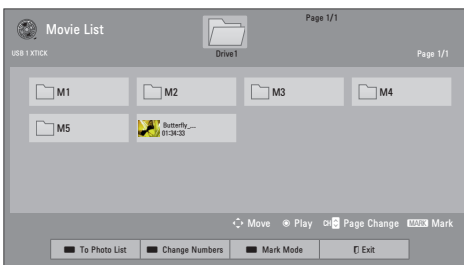 Movie List
Page 1/1
USB 1 XTICK
Drive1
Page 1/1
M1 M2 M3 M4
M5 Butterfly_...
01:34:33
Move Play CH Page Change MARK Mark
To Photo List Change Numbers Mark Mode Exit